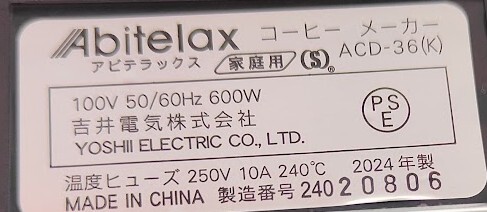 Abitelax コーヒー メーカー
アビテラックス 家庭用 (S)® ACD-36(K)
100V 50/60Hz 600W
吉井電気株式会社
YOSHII ELECTRIC CO., LTD.
PS
E
温度ヒューズ 250V 10A 240℃ 2024年製
MADE IN CHINA 製造番号 24020806